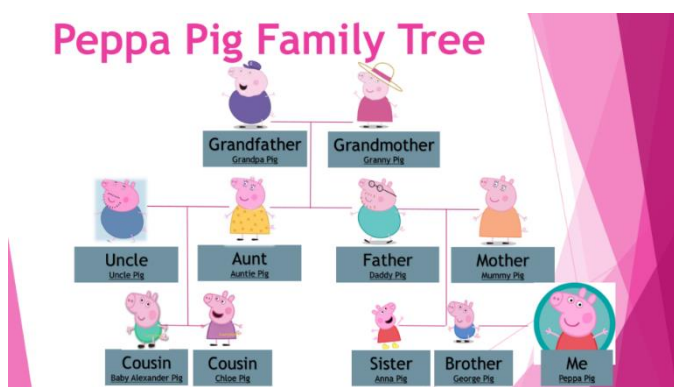 Peppa Pig Family Tree
Grandfather
Grandpa Pig
Grandmother
Granny Pig
Uncle
Uncle Pig
Aunt
Auntie Pig
Father
Daddy Pig
Mother
Mummy Pig
Cousin
Baby Alexander Pig
Cousin
Chloe Pig
Sister
Anna Pig
Brother
George Pig
Me
Peppa Pig